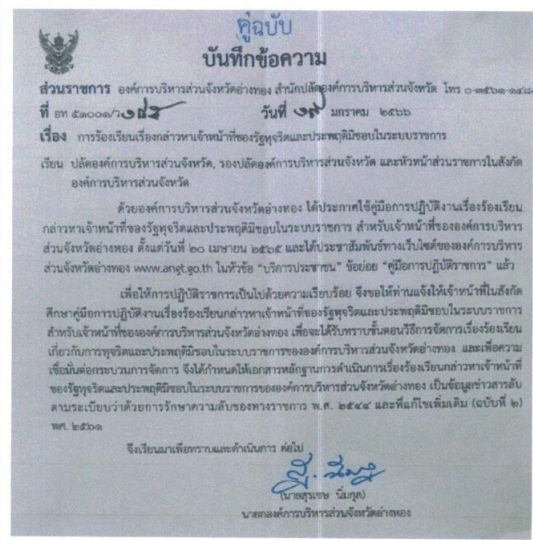 คู่ฉบับ
บันทึกข้อความ
ส่วนราชการ องค์การบริหารส่วนจังหวัดอ่างทอง สำนักปลัดองค์การบริหารส่วนจังหวัด โทร ๐-๓๕๖๑-๑๔๘๑
ที่ อท ๕๑๐๐๑/ว วันที่ มกราคม ๒๕๖๖
เรื่อง การร้องเรียนเรื่องกล่าวหาเจ้าหน้าที่ของรัฐทุจริตและประพฤติมิชอบในระบบราชการ
เรียน ปลัดองค์การบริหารส่วนจังหวัด, รองปลัดองค์การบริหารส่วนจังหวัด และหัวหน้าส่วนราชการในสังกัด
องค์การบริหารส่วนจังหวัด
ด้วยองค์การบริหารส่วนจังหวัดอ่างทอง ได้ประกาศใช้คู่มือการปฏิบัติงานเรื่องร้องเรียน
กล่าวหาเจ้าหน้าที่ของรัฐทุจริตและประพฤติมิชอบในระบบราชการ สำหรับเจ้าหน้าที่ขององค์การบริหาร
ส่วนจังหวัดอ่างทอง ตั้งแต่วันที่ ๒๐ เมษายน ๒๕๖๕ และได้ประชาสัมพันธ์ทางเว็บไซต์ขององค์การบริหาร
ส่วนจังหวัดอ่างทอง www.angt.go.th ในหัวข้อ "บริการประชาชน" ข้อย่อย "คู่มือการปฏิบัติราชการ" แล้ว
เพื่อให้การปฏิบัติราชการเป็นไปด้วยความเรียบร้อย จึงขอให้ท่านแจ้งให้เจ้าหน้าที่ในสังกัด
ศึกษาคู่มือการปฏิบัติงานเรื่องร้องเรียนกล่าวหาเจ้าหน้าที่ของรัฐทุจริตและประพฤติมิชอบในระบบราชการ
สำหรับเจ้าหน้าที่ขององค์การบริหารส่วนจังหวัดอ่างทอง เพื่อจะได้รับทราบขั้นตอนวิธีการจัดการเรื่องร้องเรียน
เกี่ยวกับการทุจริตและประพฤติมิชอบในระบบราชการขององค์การบริหารส่วนจังหวัดอ่างทอง และเพื่อความ
เชื่อมั่นต่อกระบวนการจัดการ จึงได้กำหนดให้เอกสารหลักฐานการดำเนินการเรื่องร้องเรียนกล่าวหาเจ้าหน้าที่
ของรัฐทุจริตและประพฤติมิชอบในระบบราชการขององค์การบริหารส่วนจังหวัดอ่างทอง เป็นข้อมูลข่าวสารลับ
ตามระเบียบว่าด้วยการรักษาความลับของทางราชการ พ.ศ. ๒๕๔๔ และที่แก้ไขเพิ่มเติม (ฉบับที่ ๒)
พศ. ๒๕๖๑
จึงเรียนมาเพื่อทราบและดำเนินการ ต่อไป
(นายสุรเชษ นิ่มกุล)
นายกองค์การบริหารส่วนจังหวัดอ่างทอง